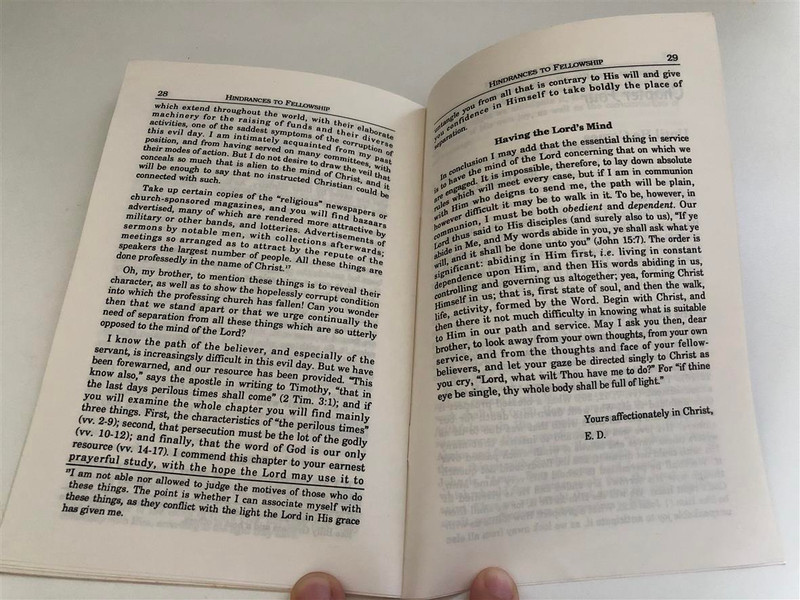 28
HINDRANCES TO FELLOWSHIP
which extend throughout the world, with their elaborate
machinery for the raising of funds and their diverse
activities, one of the saddest symptoms of the corruption of
this evil day. I am intimately acquainted from my past
position, and from having served on many committees, with
their modes of action. But I do not desire to draw the veil that
conceals so much that is alien to the mind of Christ, and it
will be enough to say that no instructed Christian could be
connected with such.
Take up certain copies of the "religious" newspapers or
church-sponsored magazines, and you will find bazaars
advertised, many of which are rendered more attractive by
military or other bands, and lotteries. Advertisements of
sermons by notable men, with collections afterwards;
meetings so arranged as to attract by the repute of the
speakers the largest number of people. All these things are
done professedly in the name of Christ.¹⁷
Oh, my brother, to mention these things is to reveal their
character, as well as to show the hopelessly corrupt condition
into which the professing church has fallen! Can you wonder
then that we stand apart or that we urge continually the
need of separation from all these things which are so utterly
opposed to the mind of the Lord?
I know the path of the believer, and especially of the
servant, is increasingly difficult in this evil day. But we have
been forewarned, and our resource has been provided. "This
know also," says the apostle in writing to Timothy, "that in
the last days perilous times shall come" (2 Tim. 3:1); and if
you will examine the whole chapter you will find mainly
three things. First, the characteristics of "the perilous times"
(vv. 2-9); second, that persecution must be the lot of the godly
(vv. 10-12); and finally, that the word of God is our only
resource (vv. 14-17). I commend this chapter to your earnest
prayerful study, with the hope the Lord may use it to
¹⁷I am not able nor allowed to judge the motives of those who do
these things. The point is whether I can associate myself with
these things, as they conflict with the light the Lord in His grace
has given me.
HINDRANCES TO FELLOWSHIP
29
untangle you from all that is contrary to His will and give
you confidence in Himself to take boldly the place of
separation.
Having the Lord's Mind
In conclusion I may add that the essential thing in service
is to have the mind of the Lord concerning that on which we
are engaged. It is impossible, therefore, to lay down absolute
rules which will meet every case, but if I am in communion
with Him who deigns to send me, the path will be plain,
however difficult it may be to walk in it. To be, however, in
communion, I must be both obedient and dependent. Our
Lord thus said to His disciples (and surely also to us), "If ye
abide in Me, and My words abide in you, ye shall ask what ye
will, and it shall be done unto you" (John 15:7). The order is
significant: abiding in Him first, i.e. living in constant
dependence upon Him, and then His words abiding in us,
controlling and governing us altogether; yea, forming Christ
Himself in us; that is, first state of soul, and then the walk,
life, activity, formed by the Word. Begin with Christ, and
then there it not much difficulty in knowing what is suitable
to Him in our path and service. May I ask you then, dear
brother, to look away from your own thoughts, from your own
service, and from the thoughts and face of your fellow-
believers, and let your gaze be directed singly to Christ as
you cry, "Lord, what wilt Thou have me to do?" For "if thine
eye be single, thy whole body shall be full of light."
Yours affectionately in Christ,
E. D.